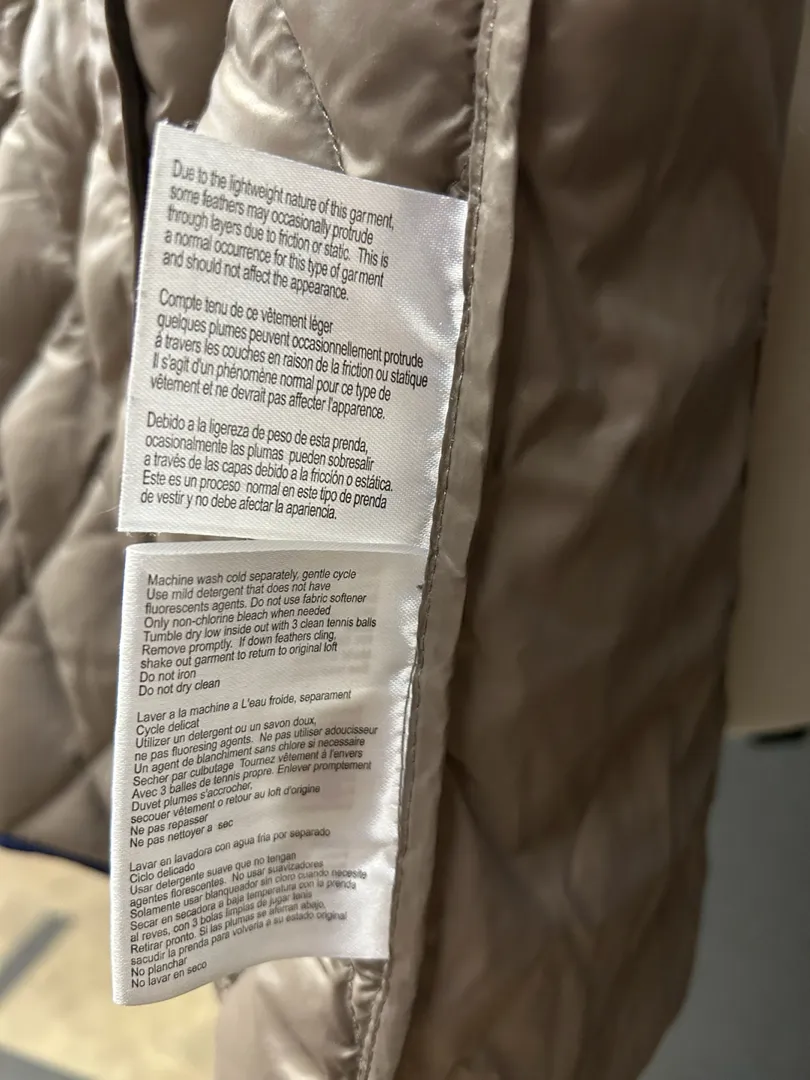 Due to the lightweight nature of this garment,
some feathers may occasionally protrude
through layers due to friction or static. This is
a normal occurrence for this type of garment
and should not affect the appearance.
Compte tenu de ce vêtement léger
quelques plumes peuvent occasionnellement protrude
à travers les couches en raison de la friction ou statique
Il s'agit d'un phénomène normal pour ce type de
vêtement et ne devrait pas affecter l'apparence.
Debido a la ligereza de peso de esta prenda,
ocasionalmente las plumas pueden sobresalir
a través de las capas debido a la fricción o estática.
Este es un proceso normal en este tipo de prenda
de vestir y no debe afectar la apariencia.
Machine wash cold separately, gentle cycle
Use mild detergent that does not have
fluorescents agents. Do not use fabric softener
Only non-chlorine bleach when needed
Tumble dry low inside out with 3 clean tennis balls
Remove promptly. If down feathers cling,
shake out garment to return to original loft
Do not iron
Do not dry clean
Laver a la machine a L'eau froide, separament
Cycle delicat
Utilizer un detergent ou un savon doux,
ne pas fluoresing agents. Ne pas utiliser adoucisseur
Un agent de blanchiment sans chlore si necessaire
Secher par culbutage Tournez vêtement à l'envers
Avec 3 balles de tennis propre. Enlever promptement
Duvet plumes s'accrocher,
secouer vêtement o retour au loft d'origine
Ne pas repasser
Ne pas nettoyer a sec
Lavar en lavadora con agua fria por separado
Ciclo delicado
Usar detergente suave que no tengan
agentes florescentes. No usar suavizadores
Solamente usar blanqueador sin cloro cuando necesite
Secar en secadora a baja temperatura con la prenda
al reves, con 3 bolas limpias de jugar tenis
Retirar pronto. Si las plumas se aferran abajo,
sacudir la prenda para volverla a su estado original
No planchar
No lavar en seco